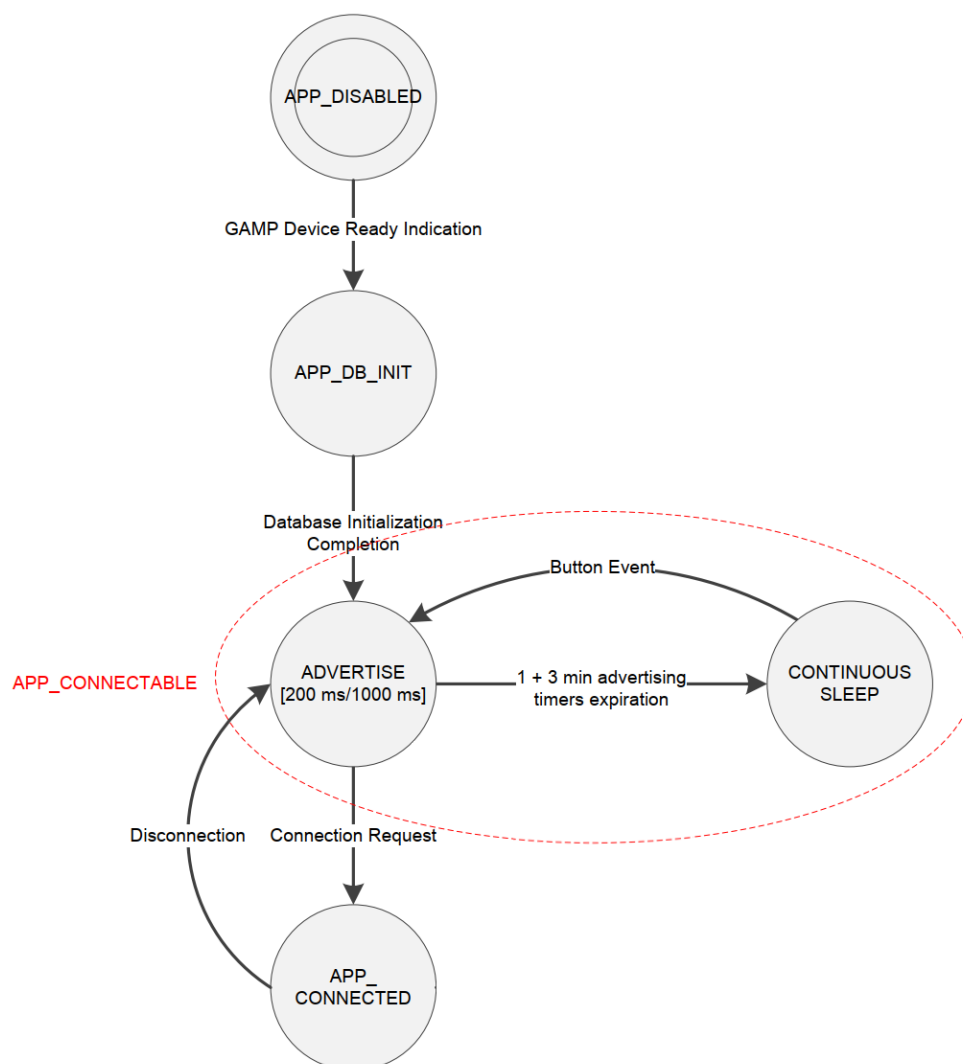 APP_DISABLED
GAMP Device Ready Indication
APP_DB_INIT
Database Initialization
Completion
Button Event
APP_CONNECTABLE
ADVERTISE
[200 ms/1000 ms]
1 + 3 min advertising
timers expiration
CONTINUOUS
SLEEP
Disconnection
Connection Request
APP_
CONNECTED